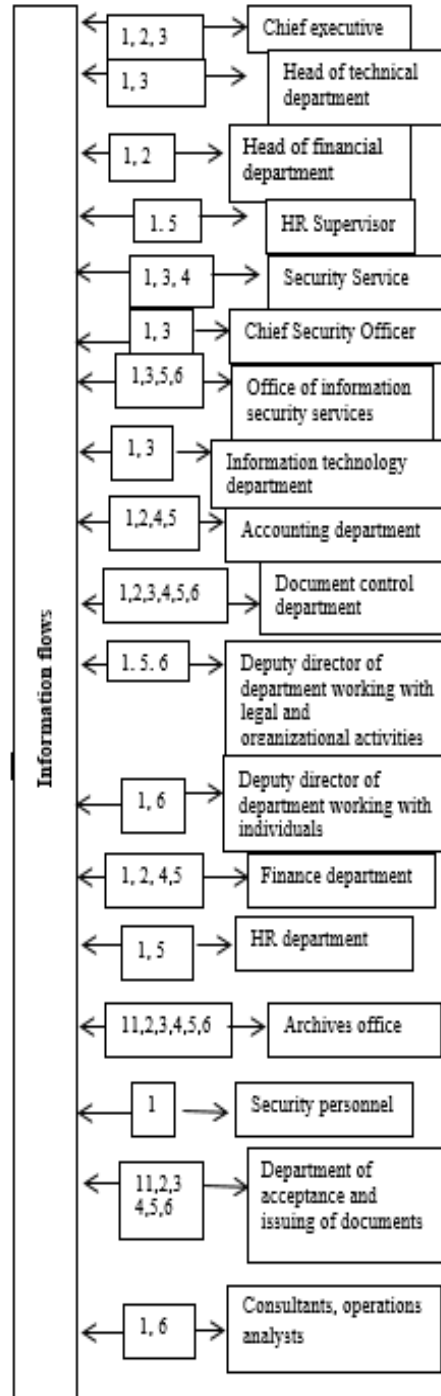 Information flows
1, 2, 3
Chief executive
1, 3
Head of technical
department
1, 2
Head of financial
department
1. 5
HR Supervisor
1, 3, 4
Security Service
1, 3
Chief Security Officer
1,3,5,6
Office of information
security services
1, 3
Information technology
department
1,2,4,5
Accounting department
1,2,3,4,5,6
Document control
department
1. 5. 6
Deputy director of
department working with
legal and
organizational activities
1, 6
Deputy director of
department working with
individuals
1, 2, 4,5
Finance department
1, 5
HR department
11,2,3,4,5,6
Archives office
1
Security personnel
11,2,3
4,5,6
Department of
acceptance and
issuing of documents
1, 6
Consultants, operations
analysts